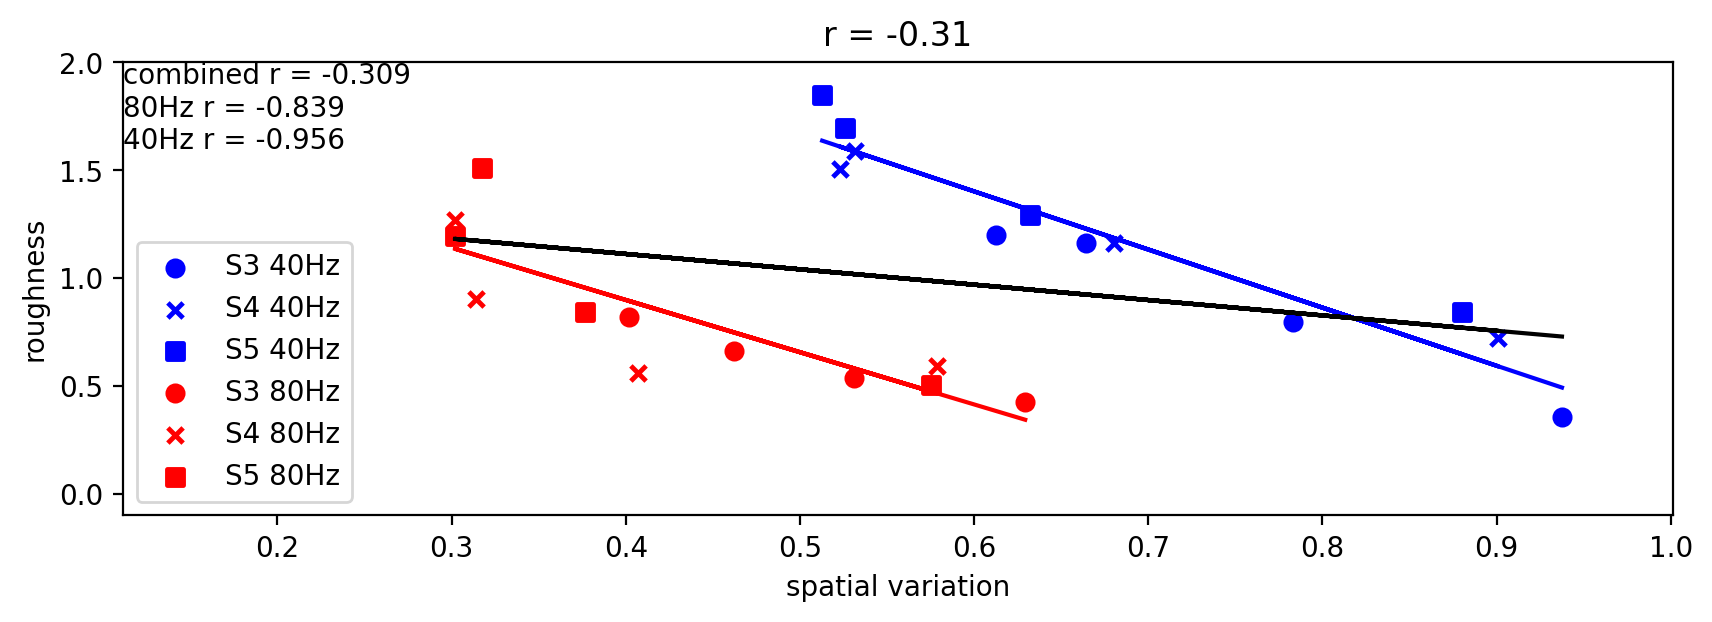 r = -0.31
combined r = -0.309
80Hz r = -0.839
40Hz r = -0.956
2.0
1.5
1.0
0.5
0.0
roughness
S3 40Hz
S4 40Hz
S5 40Hz
S3 80Hz
S4 80Hz
S5 80Hz
0.2 0.3 0.4 0.5 0.6 0.7 0.8 0.9 1.0
spatial variation